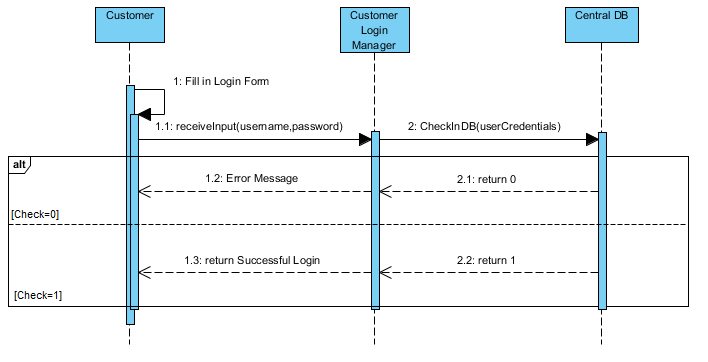 Customer
Customer
Login
Manager
Central DB
1: Fill in Login Form
1.1: receiveInput(username,password)
2: CheckInDB(userCredentials)
alt
1.2: Error Message
2.1: return 0
[Check=0]
1.3: return Successful Login
2.2: return 1
[Check=1]